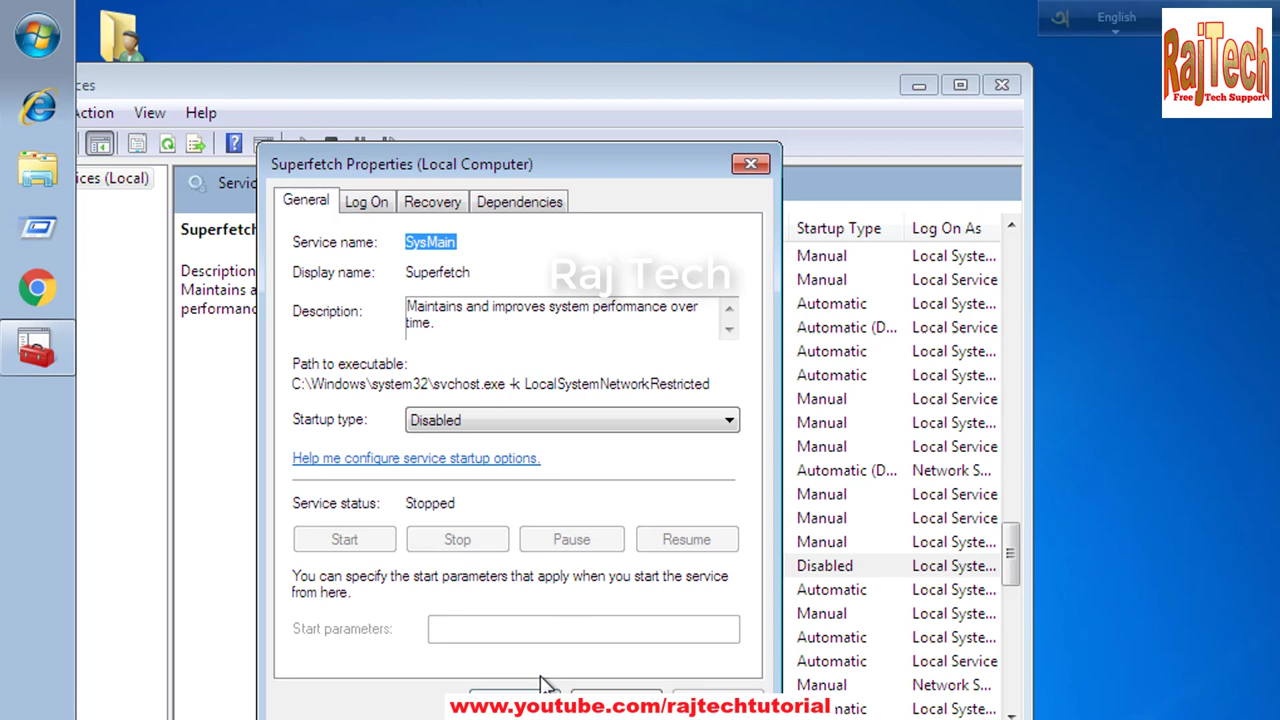 English
RajTech
Free Tech Support
ces
Action View Help
Superfetch Properties (Local Computer)
ices (Local)
Servic
General Log On Recovery Dependencies
Superfetch
Description
Maintains a
performanc
Service name: SysMain
Display name: Superfetch
Raj Tech
Description: Maintains and improves system performance over
time.
Path to executable:
C:\Windows\system32\svchost.exe -k LocalSystemNetworkRestricted
Startup type: Disabled
Help me configure service startup options.
Service status: Stopped
Start Stop Pause Resume
You can specify the start parameters that apply when you start the service
from here.
Start parameters:
Startup Type Log On As
Manual Local Syste...
Manual Local Service
Automatic Local Syste...
Automatic (D... Local Service
Automatic Local Syste...
Automatic Local Syste...
Manual Local Service
Manual Local Syste...
Manual Local Service
Automatic (D... Network S...
Manual Local Service
Manual Local Service
Manual Local Syste...
Disabled Local Syste...
Automatic Local Syste...
Manual Local Syste...
Automatic Local Syste...
Automatic Local Service
Manual Local Syste...
Local Syste...
www.youtube.com/rajtechtutorial